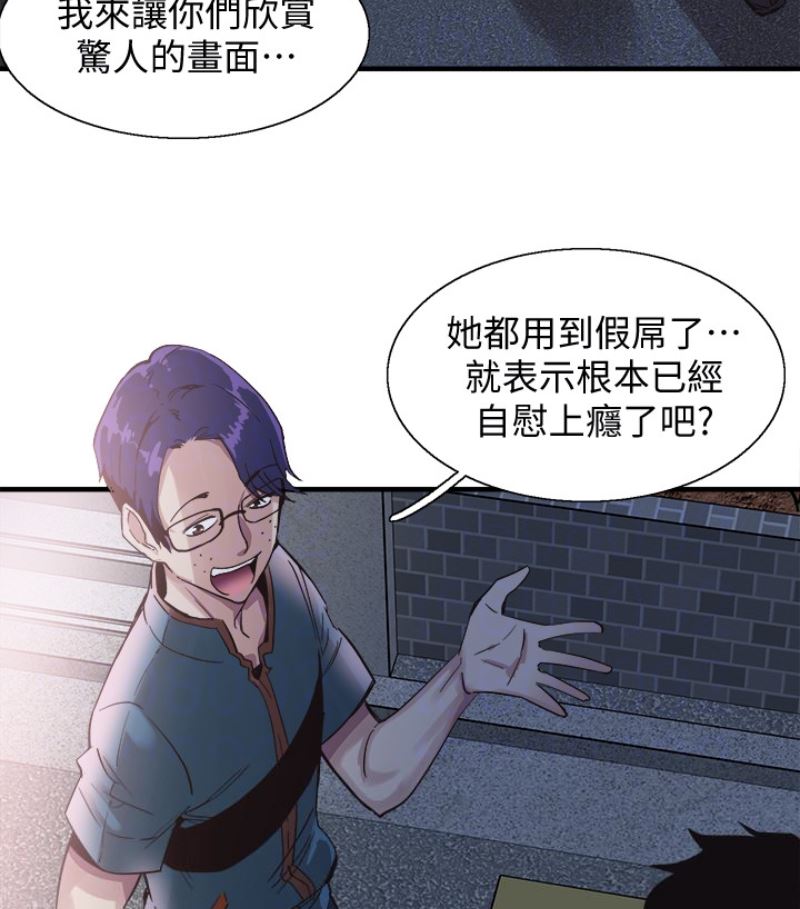 我來讓你們欣賞
驚人的畫面…
她都用到假屌了…
就表示根本已經
自慰上癮了吧?